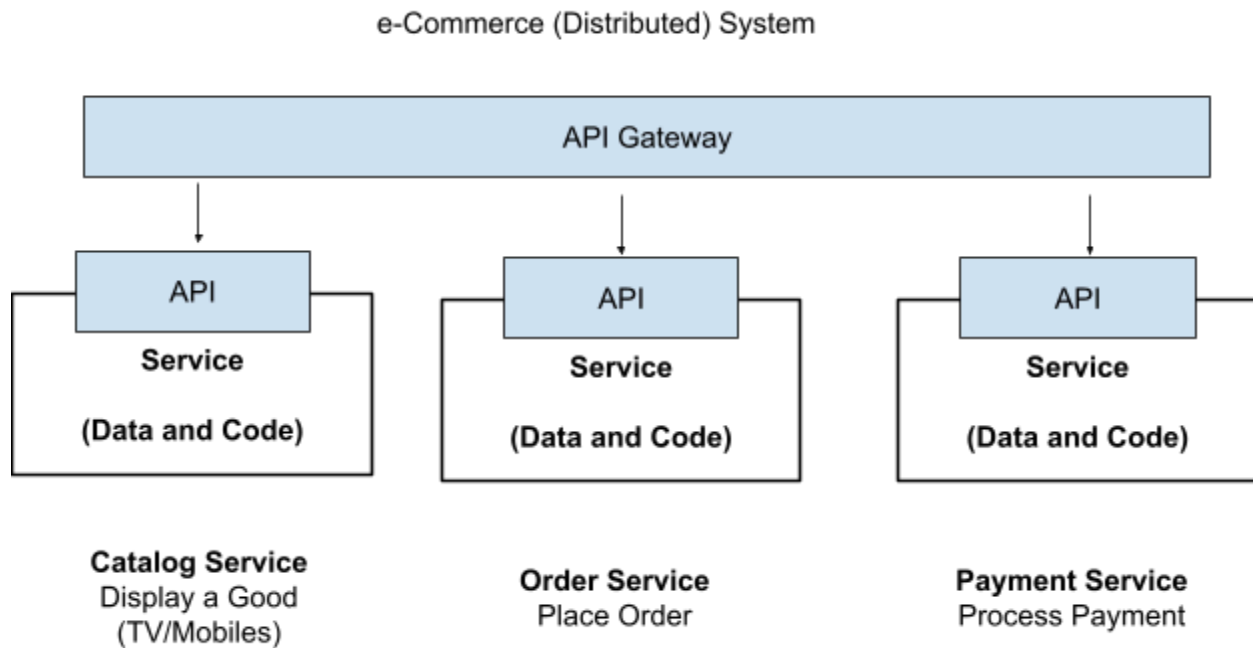 e-Commerce (Distributed) System
API Gateway
API
Service
(Data and Code)
API
Service
(Data and Code)
API
Service
(Data and Code)
Catalog Service
Display a Good
(TV/Mobiles)
Order Service
Place Order
Payment Service
Process Payment